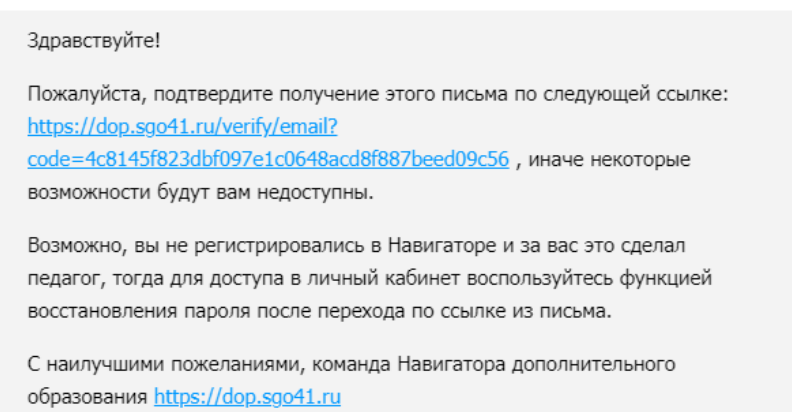 Здравствуйте!
Пожалуйста, подтвердите получение этого письма по следующей ссылке:
https://dop.sgo41.ru/verify/email?
code=4c8145f823dbf097e1c0648acd8f887beed09c56 , иначе некоторые
возможности будут вам недоступны.
Возможно, вы не регистрировались в Навигаторе и за вас это сделал
педагог, тогда для доступа в личный кабинет воспользуйтесь функцией
восстановления пароля после перехода по ссылке из письма.
С наилучшими пожеланиями, команда Навигатора дополнительного
образования https://dop.sgo41.ru